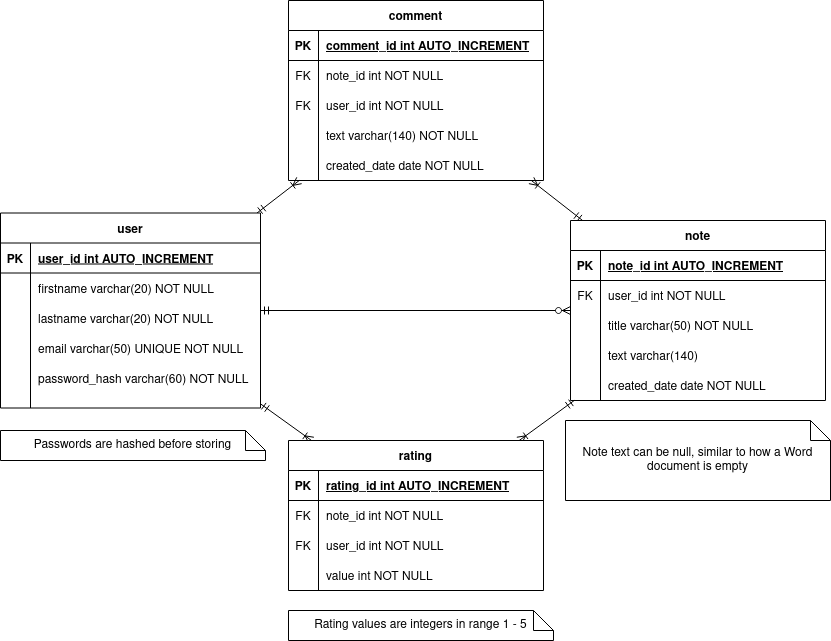 comment
PK comment_id int AUTO_INCREMENT
FK note_id int NOT NULL
FK user_id int NOT NULL
text varchar(140) NOT NULL
created_date date NOT NULL
user
PK user_id int AUTO_INCREMENT
firstname varchar(20) NOT NULL
lastname varchar(20) NOT NULL
email varchar(50) UNIQUE NOT NULL
password_hash varchar(60) NOT NULL
Passwords are hashed before storing
note
PK note_id int AUTO_INCREMENT
FK user_id int NOT NULL
title varchar(50) NOT NULL
text varchar(140)
created_date date NOT NULL
Note text can be null, similar to how a Word
document is empty
rating
PK rating_id int AUTO_INCREMENT
FK note_id int NOT NULL
FK user_id int NOT NULL
value int NOT NULL
Rating values are integers in range 1 - 5